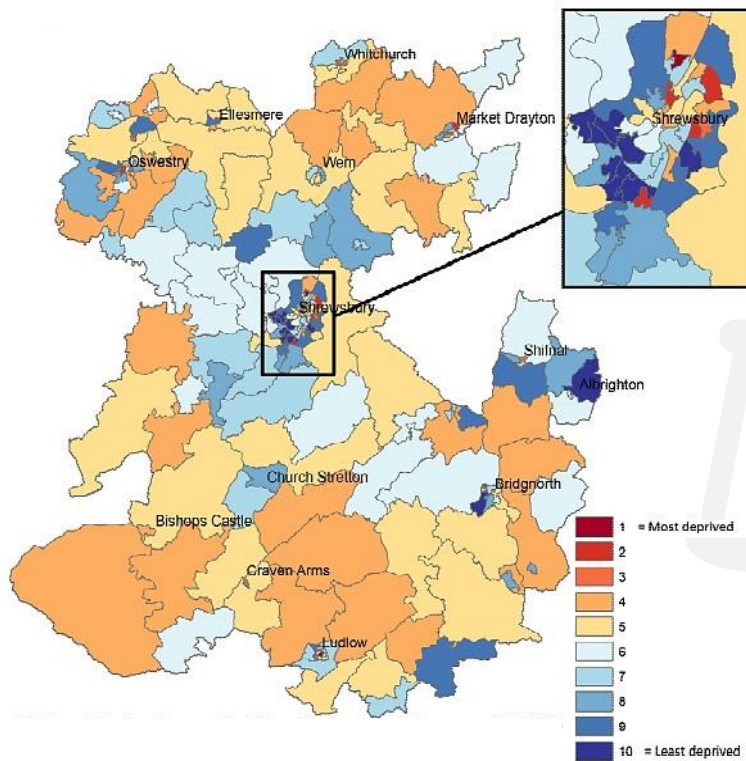 Whitchurch
Ellesmere
Market Drayton
Oswestry
Wem
Shrewsbury
Shrewsbury
Shifnal
Albrighton
Church Stretton
Bridgnorth
Bishops Castle
Craven Arms
Ludlow
1 = Most deprived
2
3
4
5
6
7
8
9
10 = Least deprived